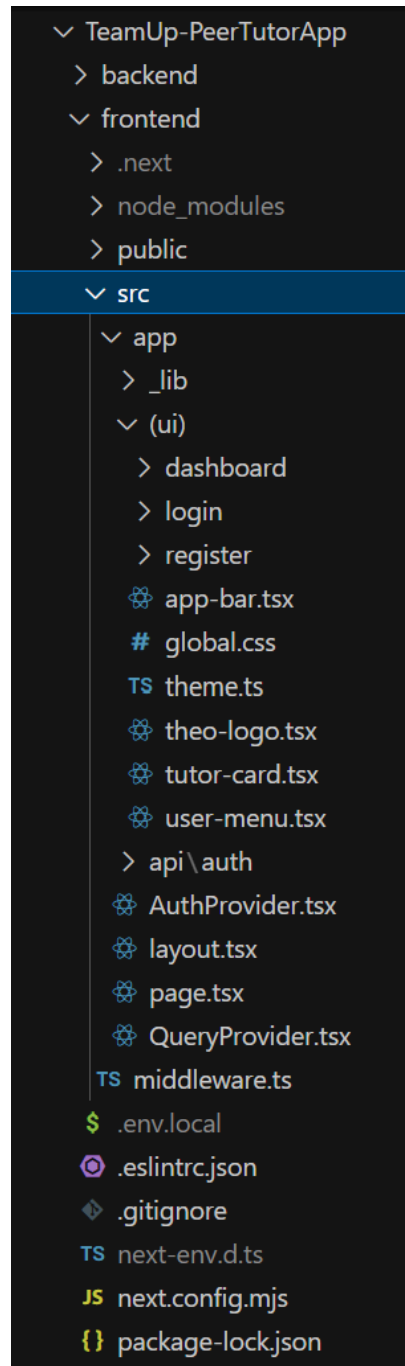 TeamUp-PeerTutorApp
backend
frontend
.next
node_modules
public
src
app
_lib
(ui)
dashboard
login
register
app-bar.tsx
# global.css
TS theme.ts
theo-logo.tsx
tutor-card.tsx
user-menu.tsx
api\auth
AuthProvider.tsx
layout.tsx
page.tsx
QueryProvider.tsx
TS middleware.ts
$ .env.local
.eslintrc.json
.gitignore
TS next-env.d.ts
JS next.config.mjs
{} package-lock.json